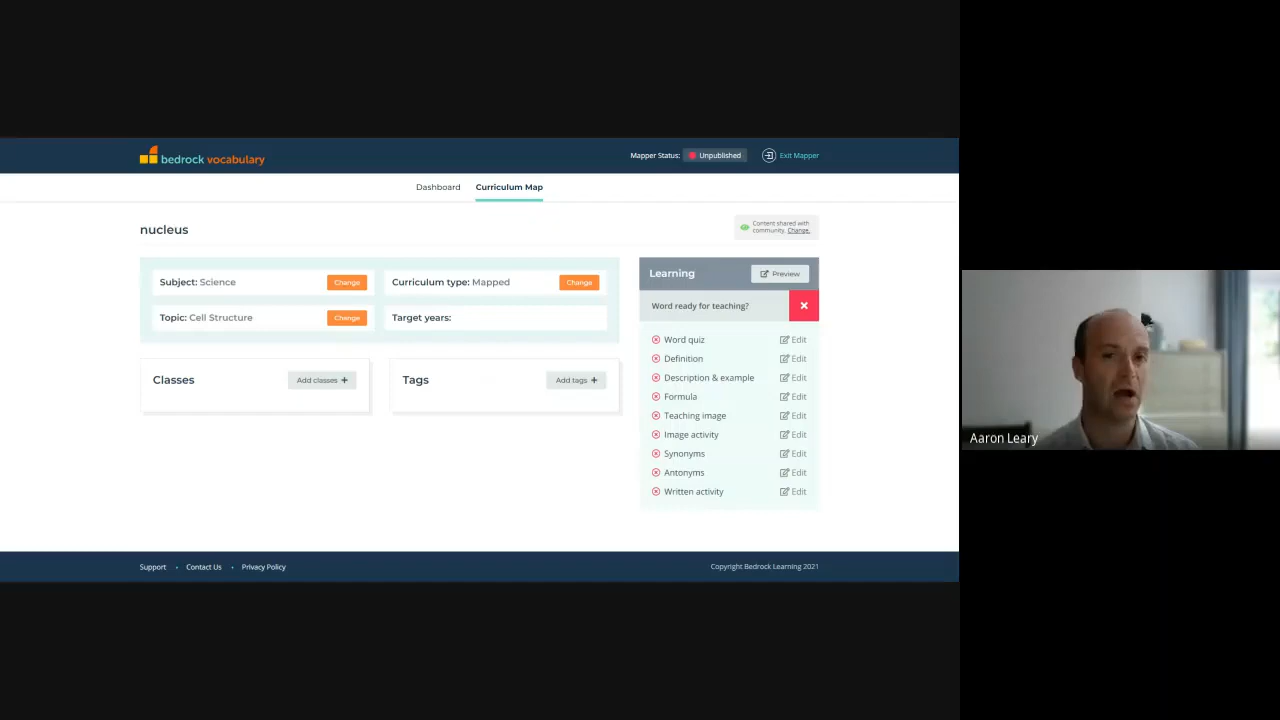 bedrock vocabulary
Mapper Status: Unpublished
Exit Mapper
Dashboard
Curriculum Map
nucleus
Content shared with
community. Change.
Subject: Science
Change
Curriculum type: Mapped
Change
Topic: Cell Structure
Change
Target years:
Classes
Add classes +
Tags
Add tags +
Learning
Preview
Word ready for teaching?
Word quiz
Edit
Definition
Edit
Description & example
Edit
Formula
Edit
Teaching image
Edit
Image activity
Edit
Synonyms
Edit
Antonyms
Edit
Written activity
Edit
Support • Contact Us • Privacy Policy
Copyright Bedrock Learning 2021
Aaron Leary